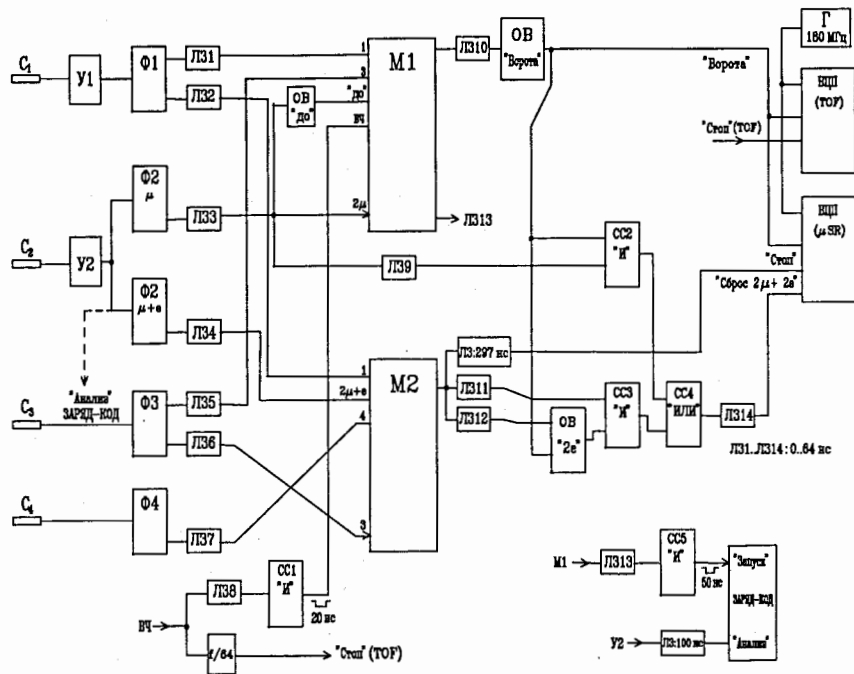 C₁
У1
Ф1
ЛЗ1
ЛЗ2
1
3
"до"
ВЧ
2μ
М1
ОВ
"до"
ЛЗ10
ОВ
"Ворота"
"Ворота"
Г
160 МГц
ВЦП
(TOF)
"Стоп"(TOF)
ВЦП
(μSR)
"Стоп"
"Сброс 2μ+ 2e"
C₂
У2
Ф2
μ
ЛЗ3
ЛЗ13
ЛЗ9
СС2
"И"
Ф2
μ+e
ЛЗ4
"Анализ"
ЗАРЯД-КОД
C₃
Ф3
ЛЗ5
ЛЗ6
1
2μ+e
4
3
М2
ЛЗ:297 нс
ЛЗ11
ЛЗ12
ОВ
"2e"
СС3
"И"
СС4
"ИЛИ"
ЛЗ14
ЛЗ1..ЛЗ14: 0..64 нс
C₄
Ф4
ЛЗ7
ВЧ
ЛЗ8
СС1
"И"
20 нс
f/64
"Стоп" (TOF)
М1
ЛЗ13
СС5
"И"
50 нс
"Запуск"
ЗАРЯД-КОД
"Анализ"
У2
ЛЗ:100 нс